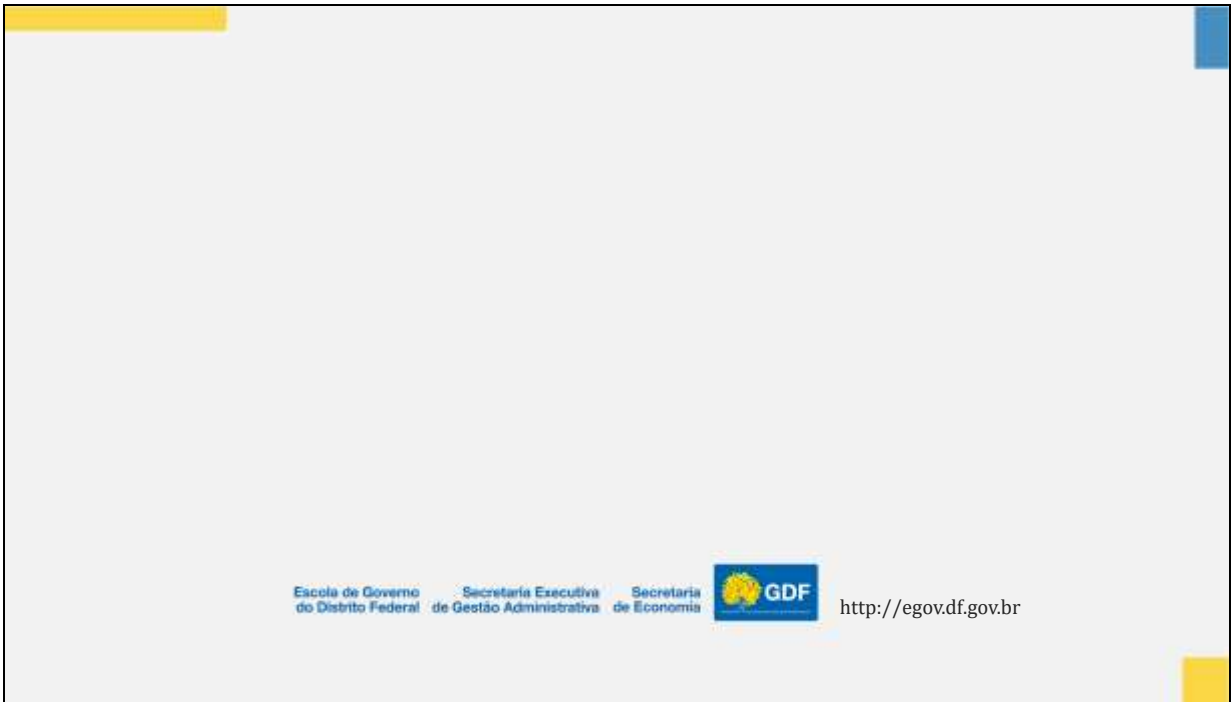 Escola de Governo
do Distrito Federal
Secretaria Executiva
de Gestão Administrativa
Secretaria
de Economia
GDF
http://egov.df.gov.br